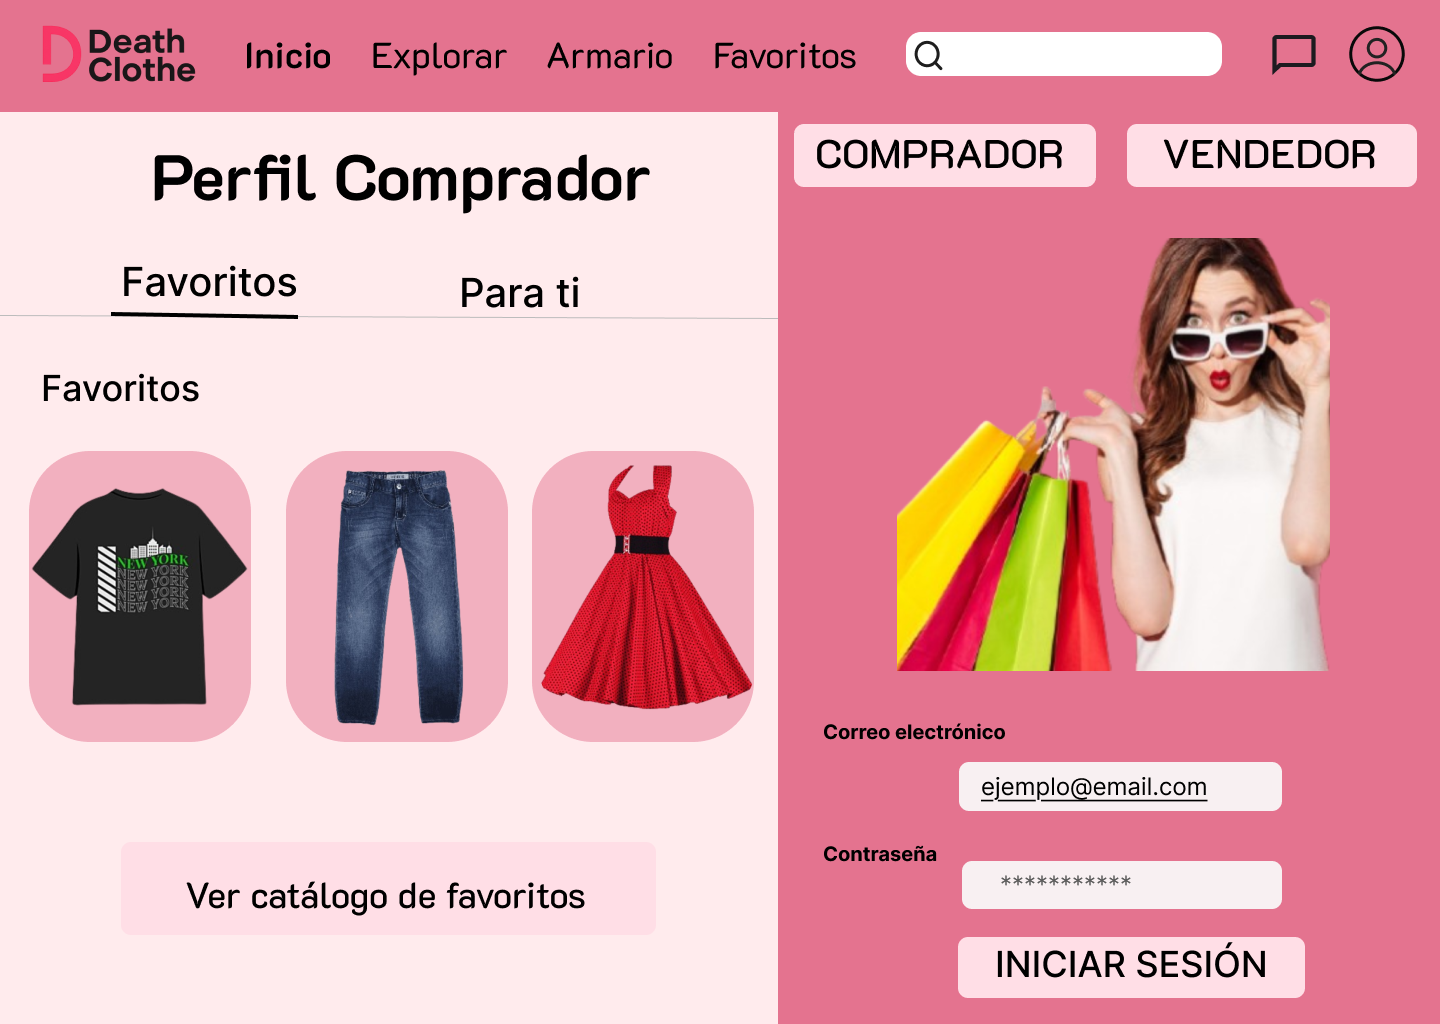 Death
Clothe
Inicio
Explorar
Armario
Favoritos
Perfil Comprador
Favoritos
Para ti
Favoritos
NEW YORK
NEW YORK
NEW YORK
NEW YORK
NEW YORK
Ver catálogo de favoritos
COMPRADOR
VENDEDOR
Correo electrónico
ejemplo@email.com
Contraseña
***********
INICIAR SESIÓN